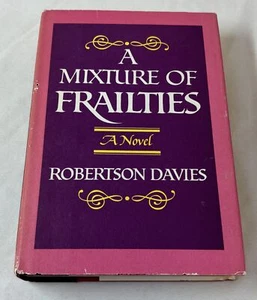 A
MIXTURE OF
FRAILTIES
A Novel
ROBERTSON DAVIES